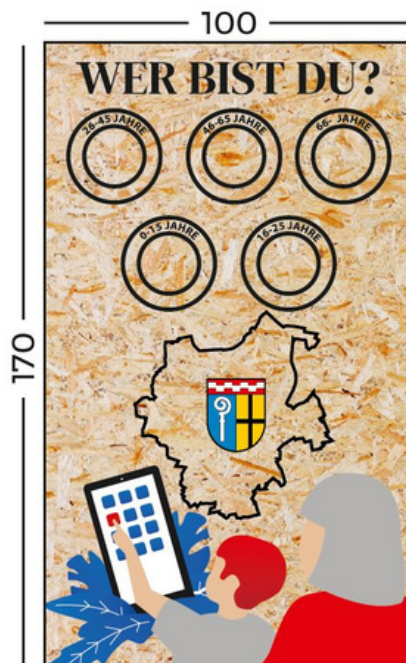 100
170
WER BIST DU?
26-45 JAHRE
46-65 JAHRE
66- JAHRE
0-15 JAHRE
16-25 JAHRE